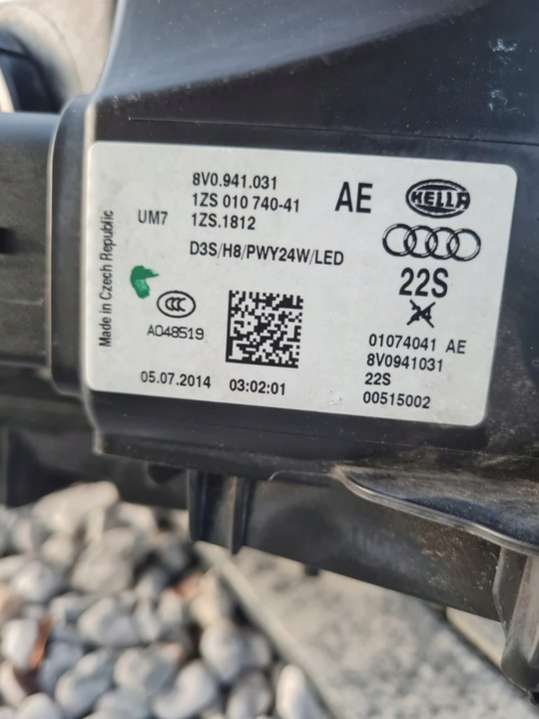 8V0.941.031
1ZS 010 740-41
1ZS.1812
UM7
D3S/H8/PWY24W/LED
AE
HELLA
22S
Made in Czech Republic
CCC
A048519
05.07.2014
03:02:01
01074041 AE
8V0941031
22S
00515002